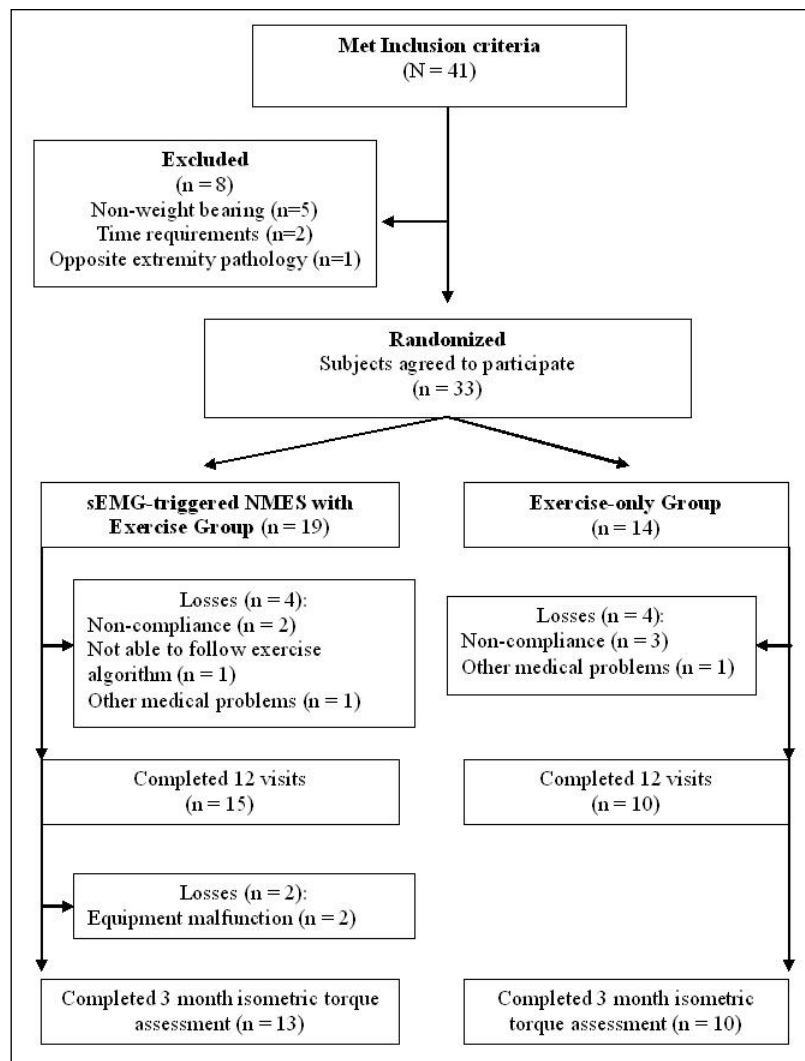 Met Inclusion criteria
(N = 41)
Excluded
(n = 8)
Non-weight bearing (n=5)
Time requirements (n=2)
Opposite extremity pathology (n=1)
Randomized
Subjects agreed to participate
(n = 33)
sEMG-triggered NMES with
Exercise Group (n = 19)
Exercise-only Group
(n = 14)
Losses (n = 4):
Non-compliance (n = 2)
Not able to follow exercise
algorithm (n = 1)
Other medical problems (n = 1)
Losses (n = 4):
Non-compliance (n = 3)
Other medical problems (n = 1)
Completed 12 visits
(n = 15)
Completed 12 visits
(n = 10)
Losses (n = 2):
Equipment malfunction (n = 2)
Completed 3 month isometric torque
assessment (n = 13)
Completed 3 month isometric
torque assessment (n = 10)